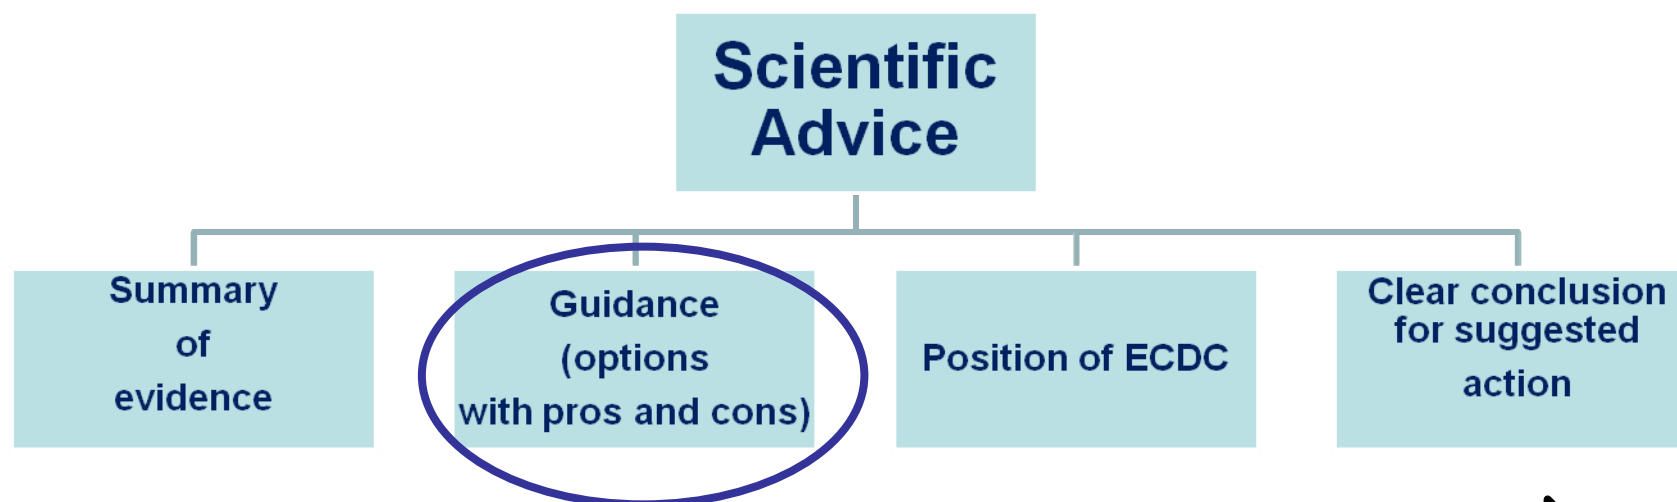 Scientific
Advice
Summary
of
evidence
Guidance
(options
with pros and cons)
Position of ECDC
Clear conclusion
for suggested
action